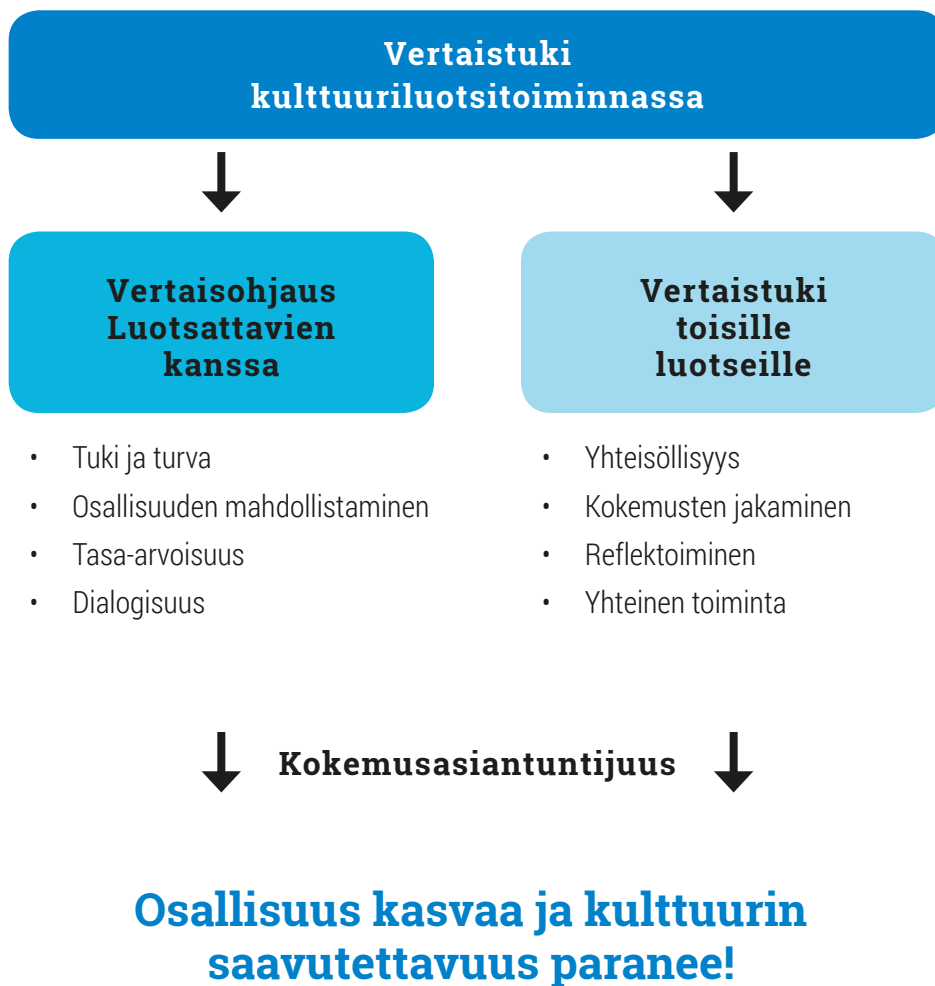 Vertaistuki
kulttuuriluotsitoiminnassa
Vertaisohjaus
Luotsattavien
kanssa
• Tuki ja turva
• Osallisuuden mahdollistaminen
• Tasa-arvoisuus
• Dialogisuus
Vertaistuki
toisille
luotseille
• Yhteisöllisyys
• Kokemusten jakaminen
• Reflektoiminen
• Yhteinen toiminta
Kokemusasiantuntijuus
Osallisuus kasvaa ja kulttuurin
saavutettavuus paranee!